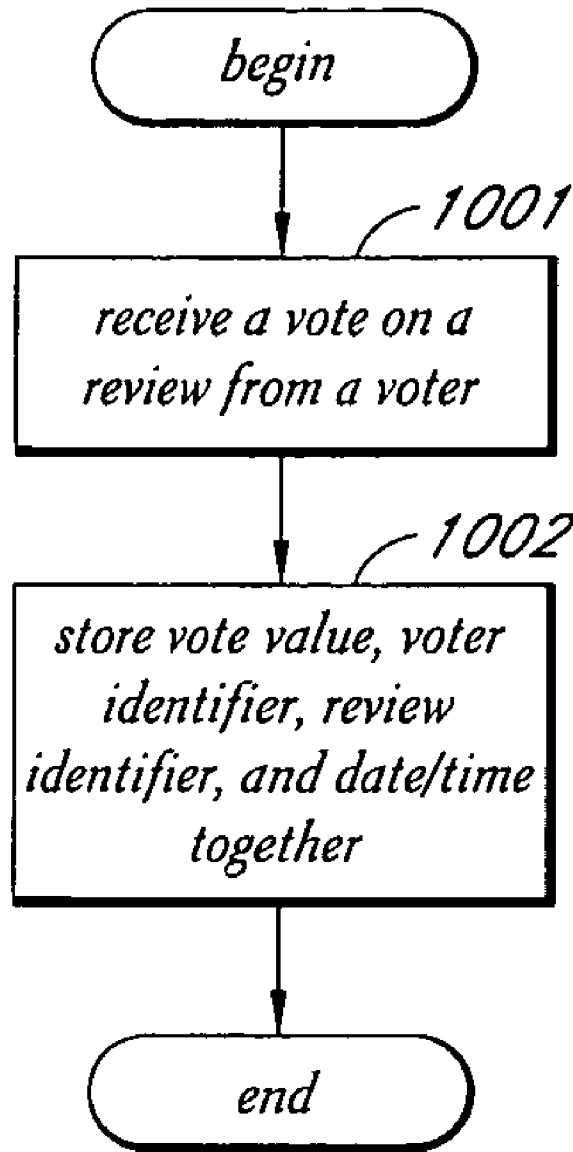 begin
1001
receive a vote on a
review from a voter
1002
store vote value, voter
identifier, review
identifier, and date/time
together
end